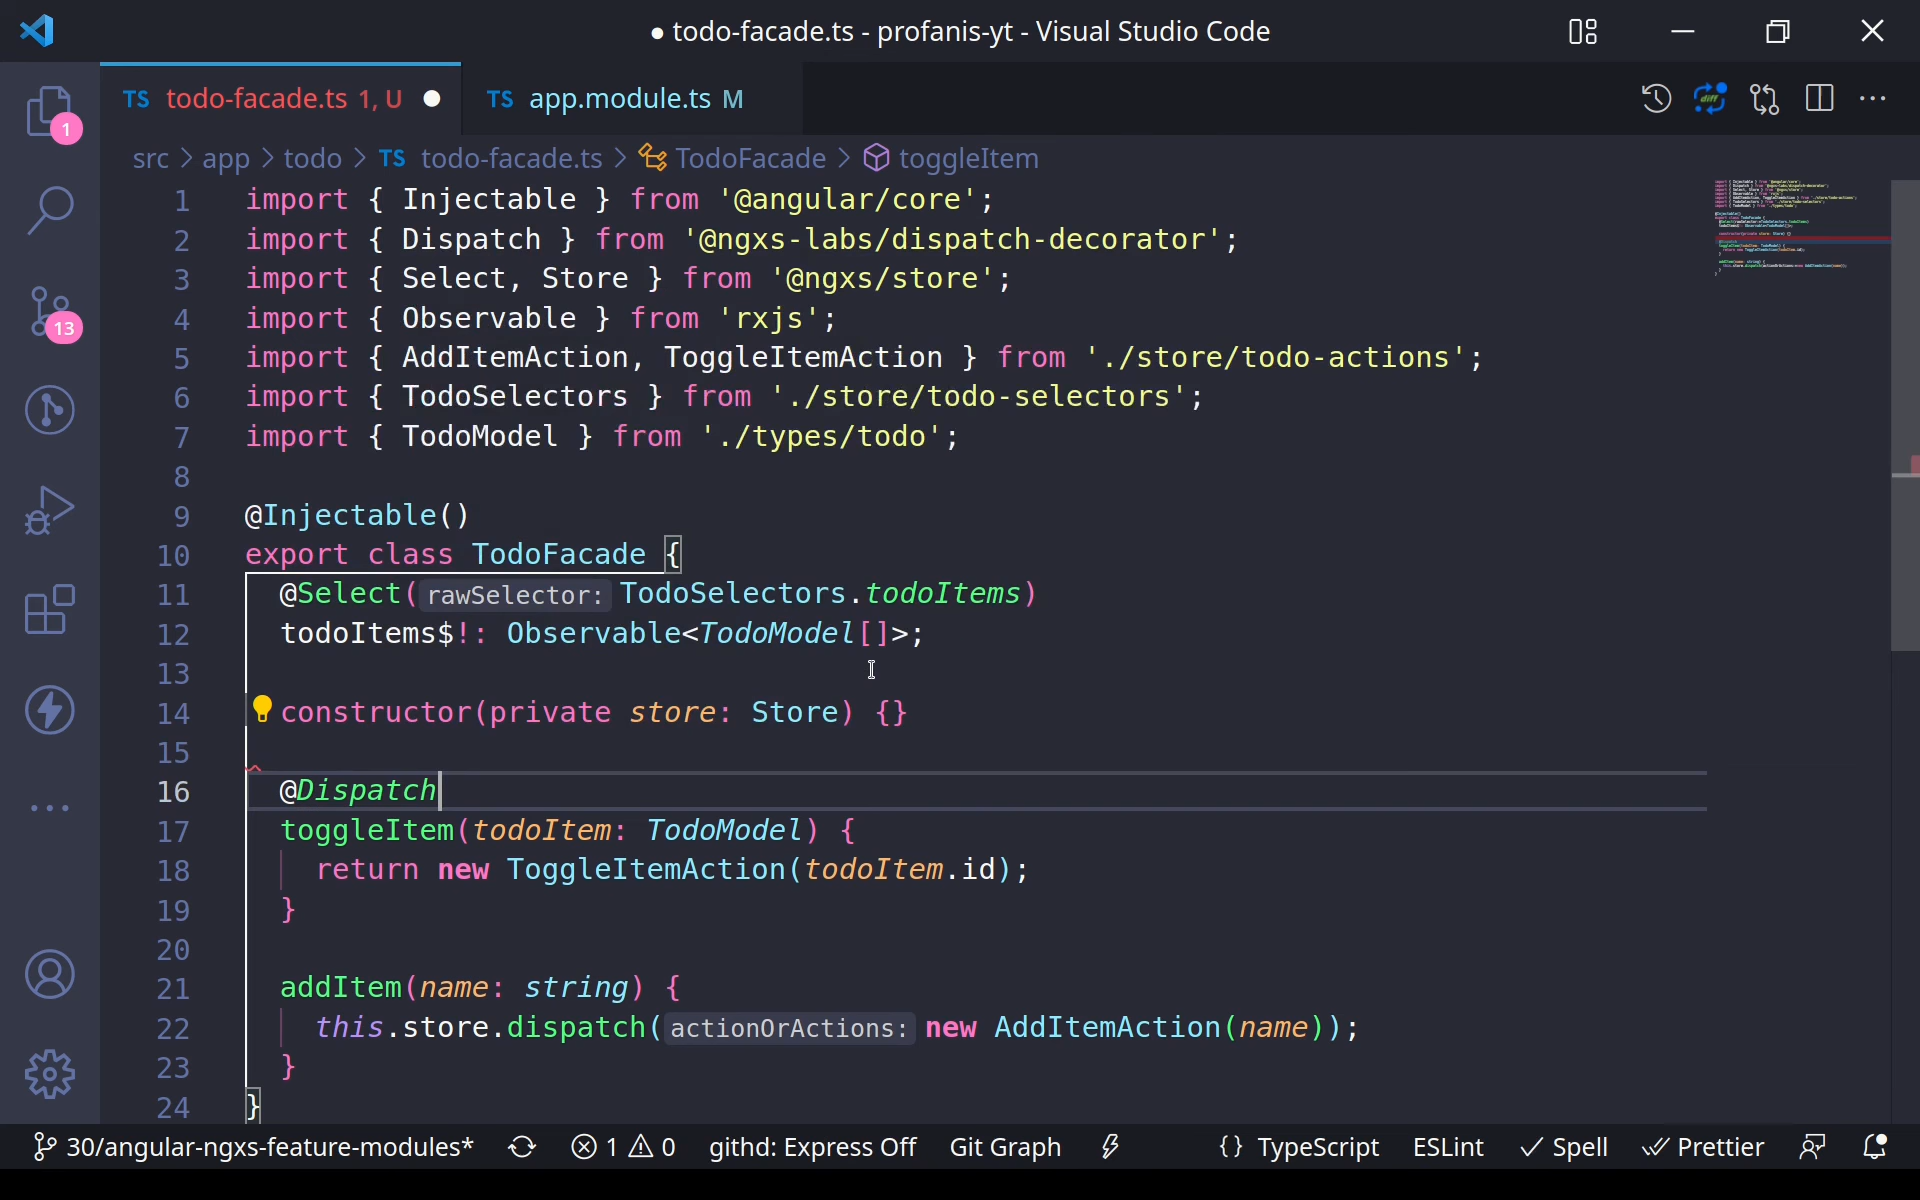 ● todo-facade.ts - profanis-yt - Visual Studio Code
TS todo-facade.ts 1, U ●
TS app.module.ts M
diff
src > app > todo > TS todo-facade.ts > TodoFacade > toggleItem
1
13
1 import { Injectable } from '@angular/core';
2 import { Dispatch } from '@ngxs-labs/dispatch-decorator';
3 import { Select, Store } from '@ngxs/store';
4 import { Observable } from 'rxjs';
5 import { AddItemAction, ToggleItemAction } from './store/todo-actions';
6 import { TodoSelectors } from './store/todo-selectors';
7 import { TodoModel } from './types/todo';
8
9 @Injectable()
10 export class TodoFacade {
11 @Select(rawSelector: TodoSelectors.todoItems)
12 todoItems$!: Observable<TodoModel[]>;
13
14 constructor(private store: Store) {}
15
16 @Dispatch
17 toggleItem(todoItem: TodoModel) {
18 return new ToggleItemAction(todoItem.id);
19 }
20
21 addItem(name: string) {
22 this.store.dispatch(actionOrActions: new AddItemAction(name));
23 }
24 }
30/angular-ngxs-feature-modules* 1 0 githd: Express Off Git Graph {} TypeScript ESLint Spell Prettier